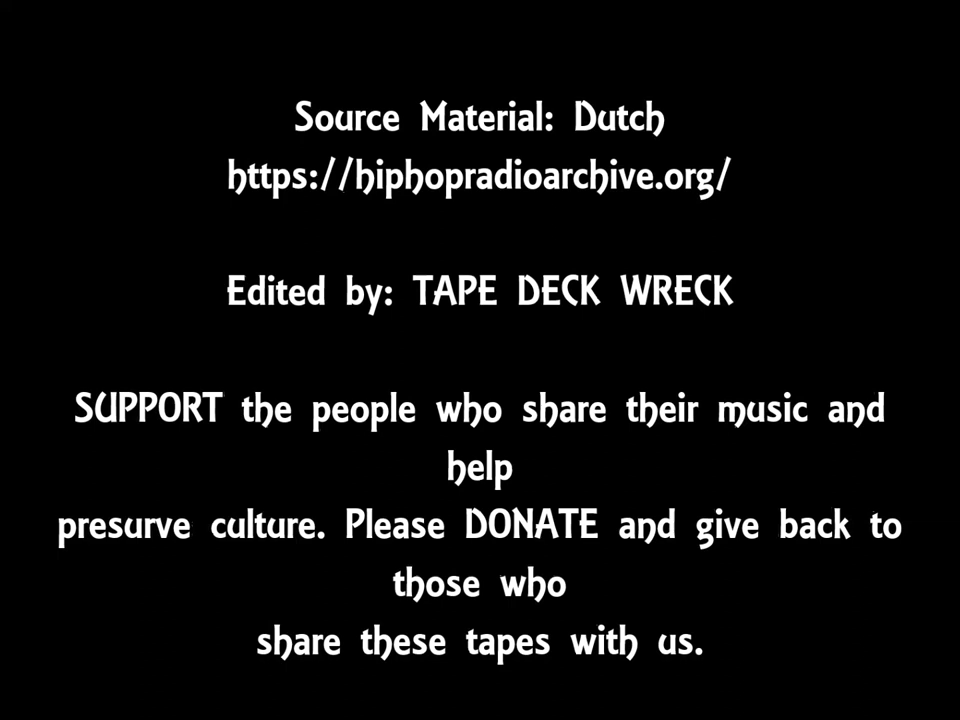 Source Material: Dutch
https://hiphopradioarchive.org/
Edited by: TAPE DECK WRECK
SUPPORT the people who share their music and
help
presurve culture. Please DONATE and give back to
those who
share these tapes with us.